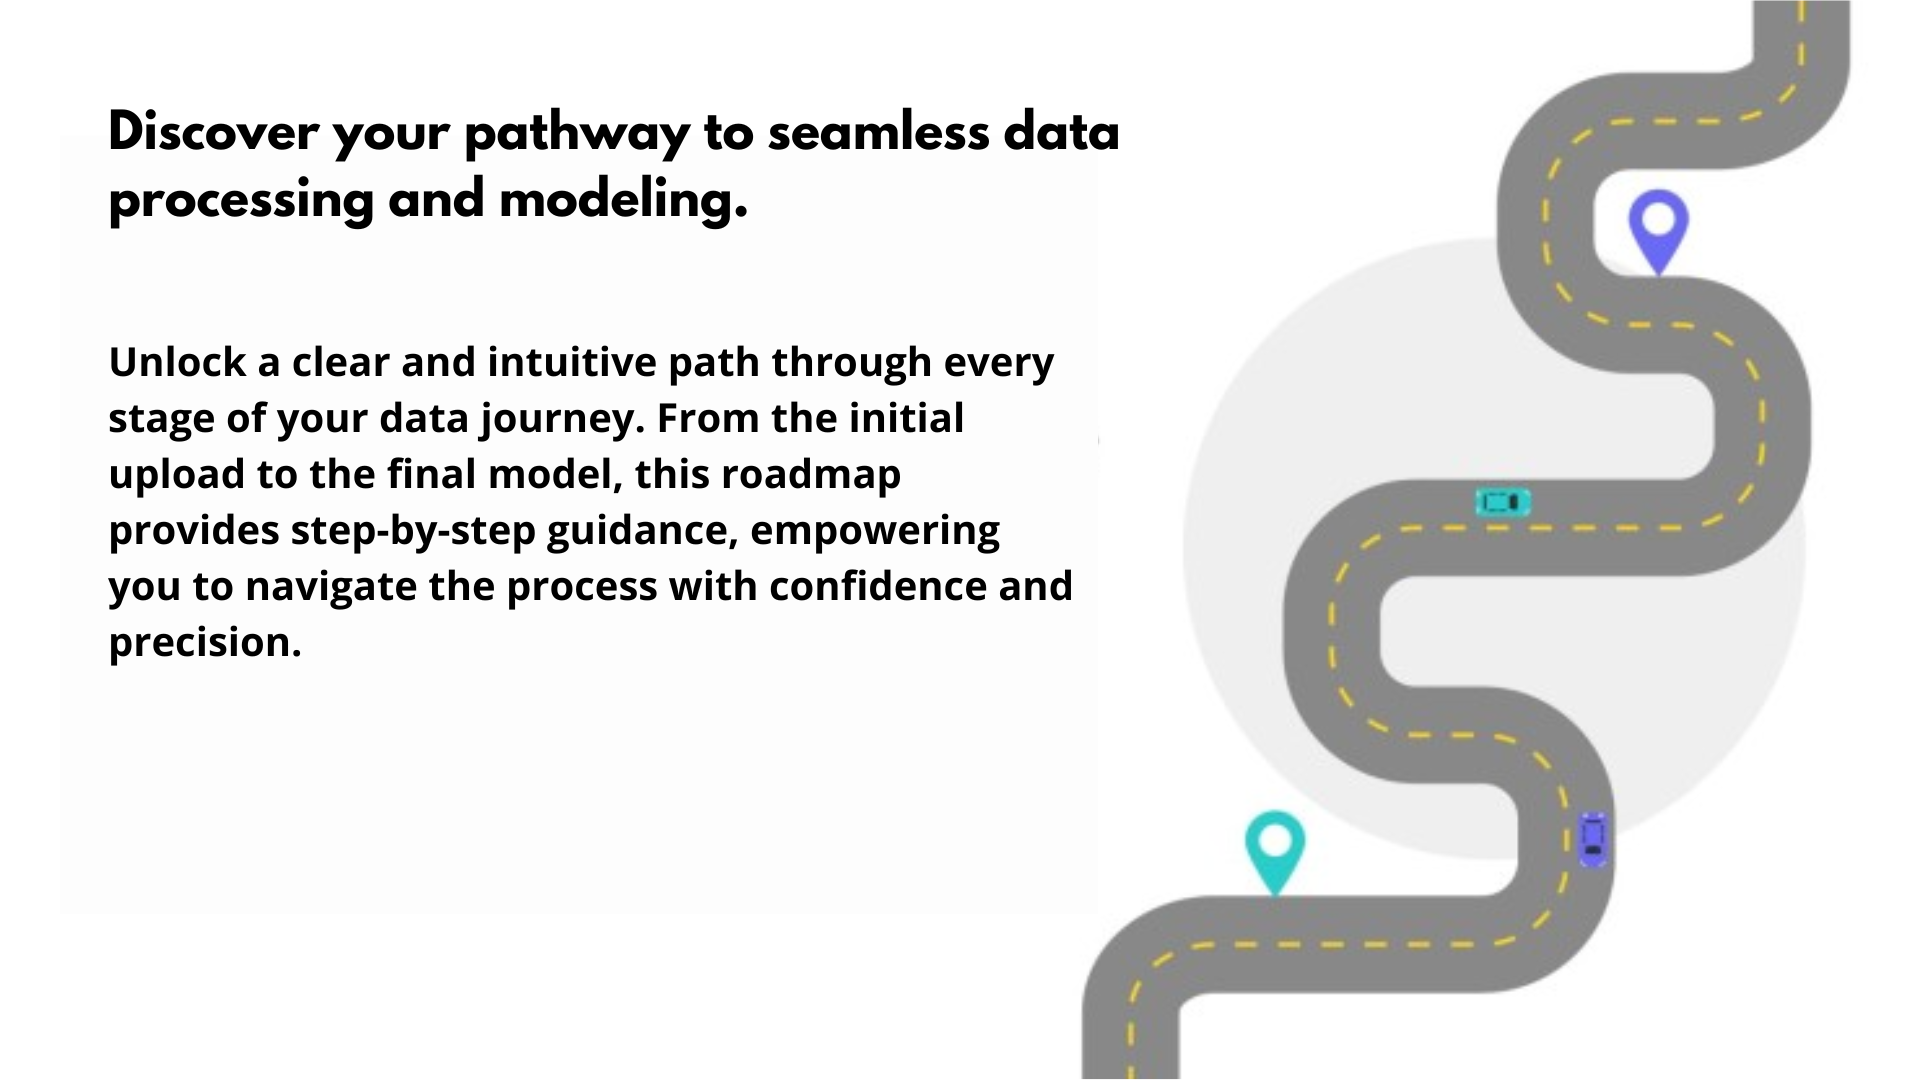 Discover your pathway to seamless data
processing and modeling.
Unlock a clear and intuitive path through every
stage of your data journey. From the initial
upload to the final model, this roadmap
provides step-by-step guidance, empowering
you to navigate the process with confidence and
precision.